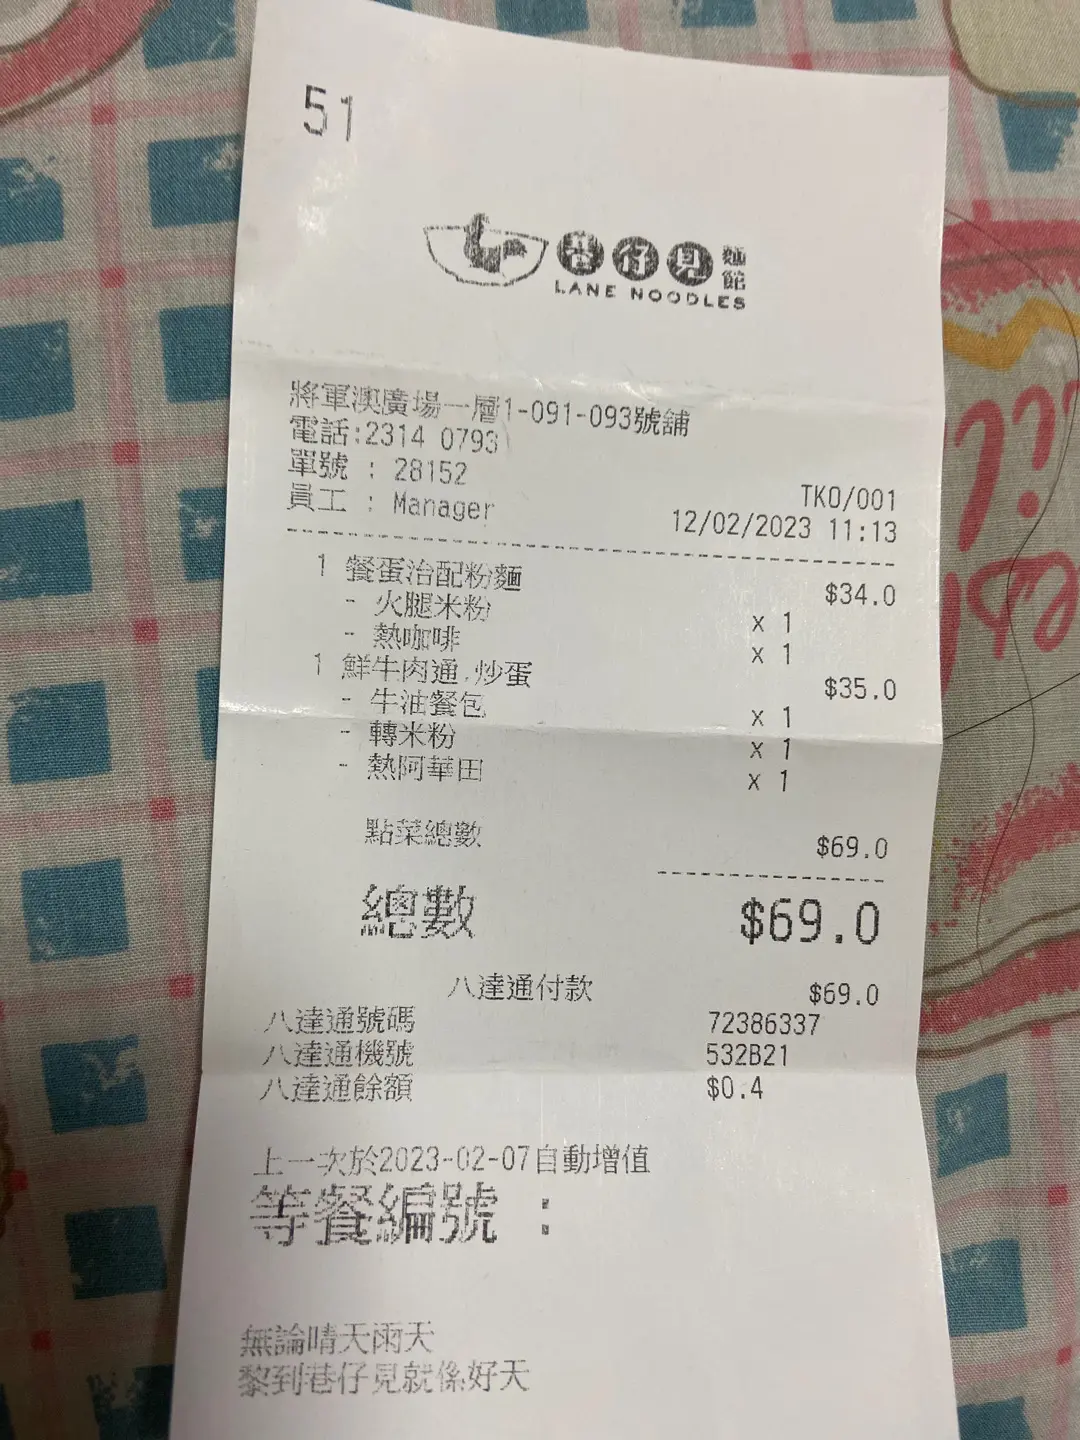 51
巷仔見 麵館
LANE NOODLES
將軍澳廣場一層1-091-093號舖
電話:2314 0793
單號 : 28152
TKO/001
員工 : Manager
12/02/2023 11:13
1 餐蛋治配粉麵 $34.0
- 火腿米粉 x 1
- 熱咖啡 x 1
1 鮮牛肉通,炒蛋 $35.0
- 牛油餐包 x 1
- 轉米粉 x 1
- 熱阿華田 x 1
點菜總數 $69.0
總數 $69.0
八達通付款 $69.0
八達通號碼 72386337
八達通機號 532B21
八達通餘額 $0.4
上一次於2023-02-07自動增值
等餐編號 :
無論晴天雨天
黎到巷仔見就係好天